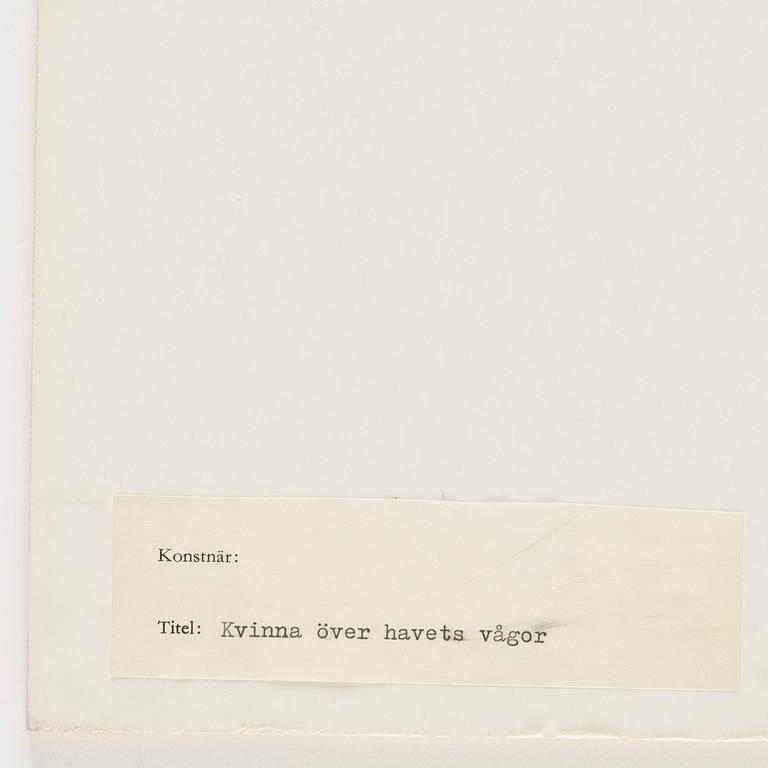 Konstnär:
Titel: Kvinna över havets vågor